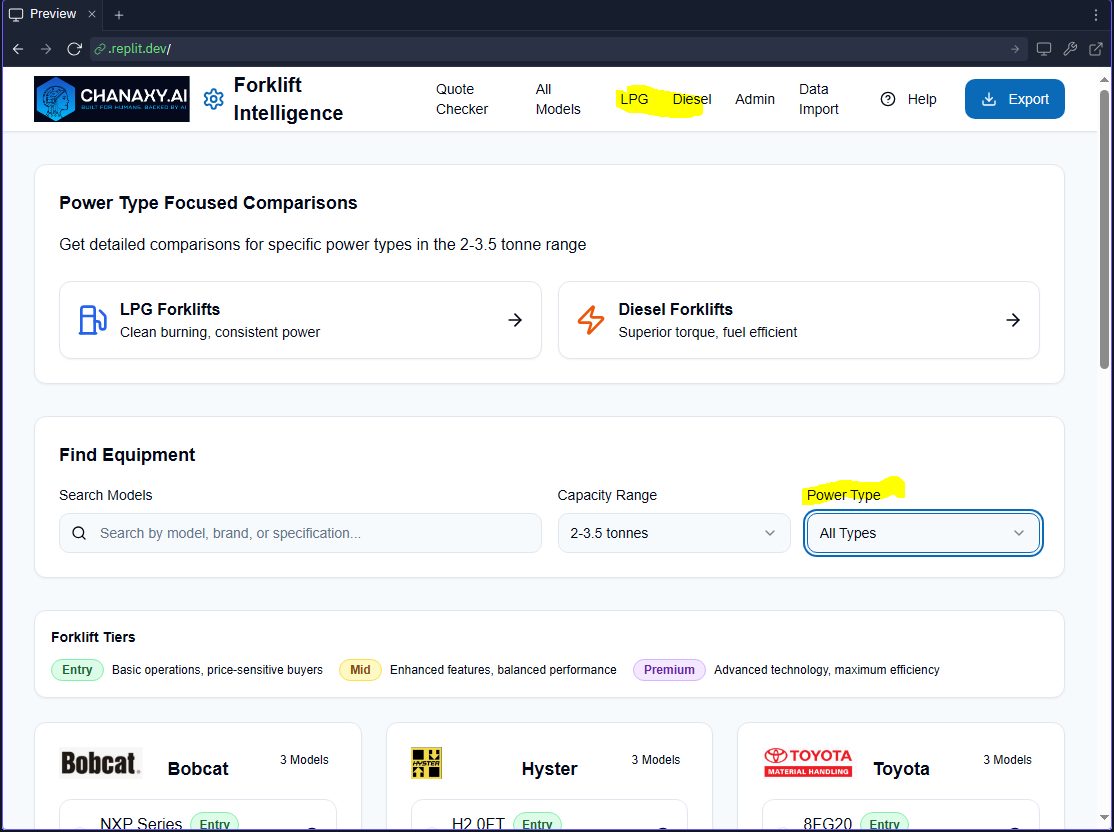 Preview
.replit.dev/
CHANAXY.AI
BUILT FOR HUMANS. BACKED BY AI
Forklift
Intelligence
Quote
Checker
All
Models
LPG
Diesel
Admin
Data
Import
Help
Export
Power Type Focused Comparisons
Get detailed comparisons for specific power types in the 2-3.5 tonne range
LPG Forklifts
Clean burning, consistent power
Diesel Forklifts
Superior torque, fuel efficient
Find Equipment
Search Models
Search by model, brand, or specification...
Capacity Range
2-3.5 tonnes
Power Type
All Types
Forklift Tiers
Entry Basic operations, price-sensitive buyers Mid Enhanced features, balanced performance Premium Advanced technology, maximum efficiency
Bobcat.
Bobcat
3 Models
HYSTER
Hyster
3 Models
TOYOTA
MATERIAL HANDLING
Toyota
3 Models
NXP Series Entry
H2.0FT Entry
8FG20 Entry